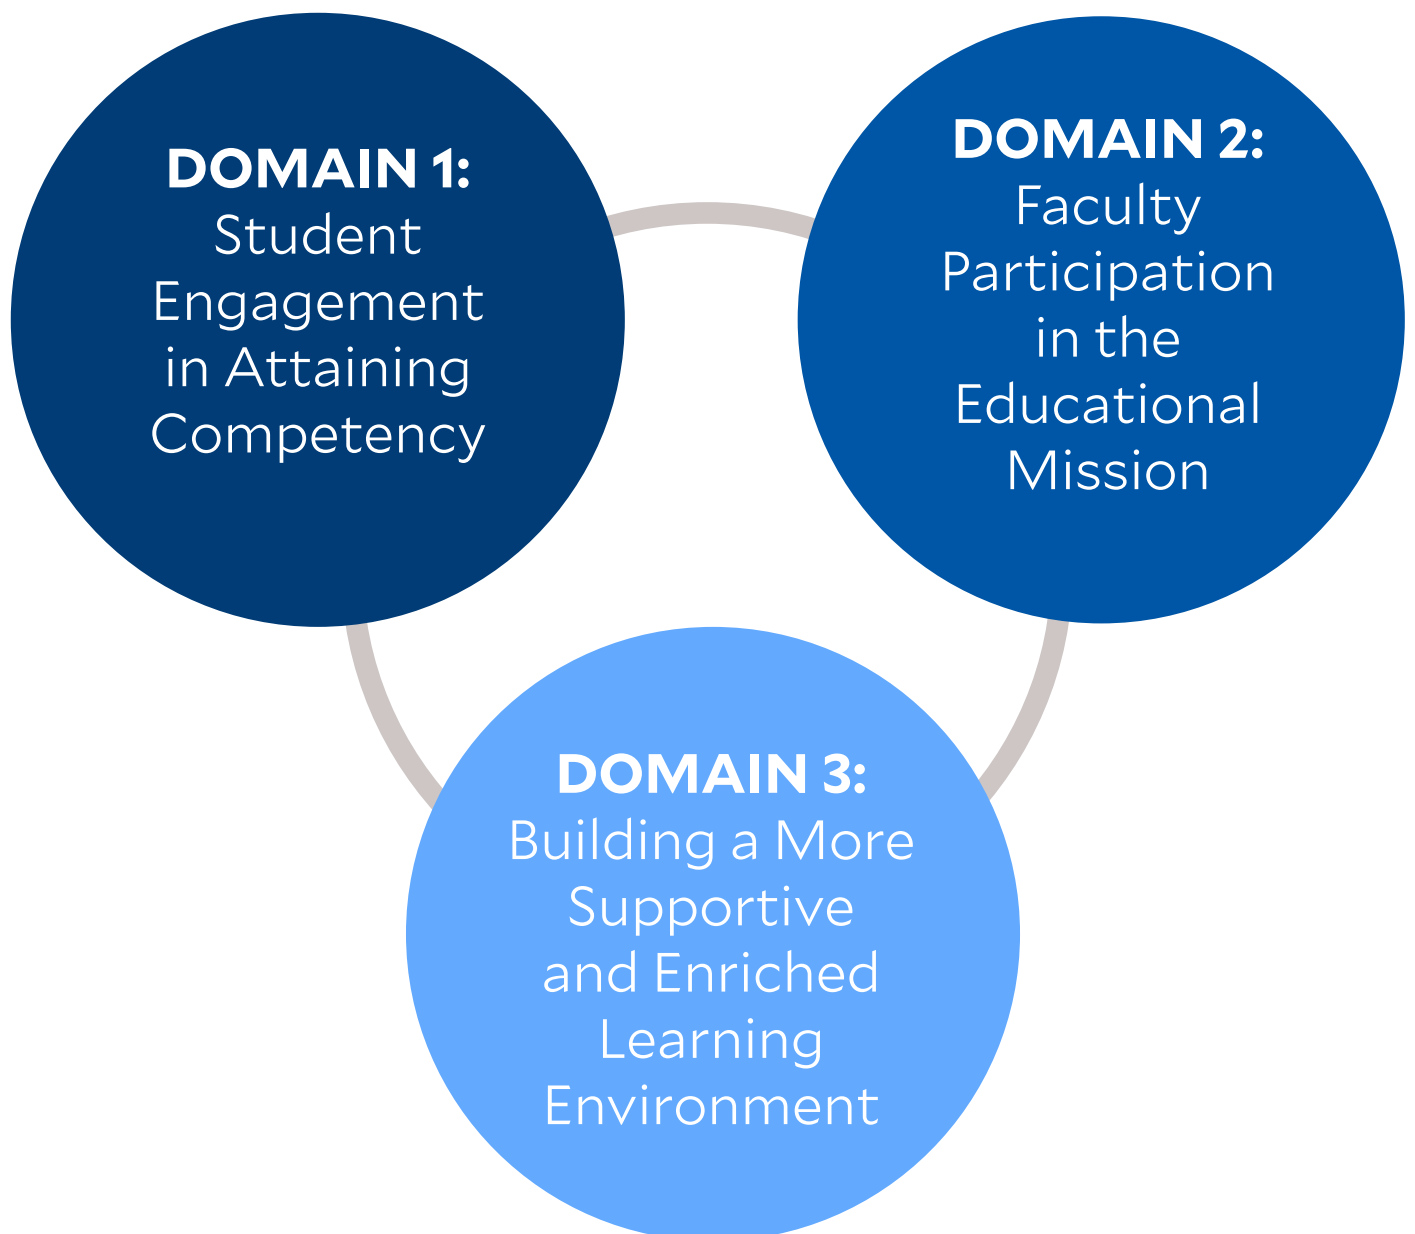 DOMAIN 1:
Student
Engagement
in Attaining
Competency
DOMAIN 2:
Faculty
Participation
in the
Educational
Mission
DOMAIN 3:
Building a More
Supportive
and Enriched
Learning
Environment